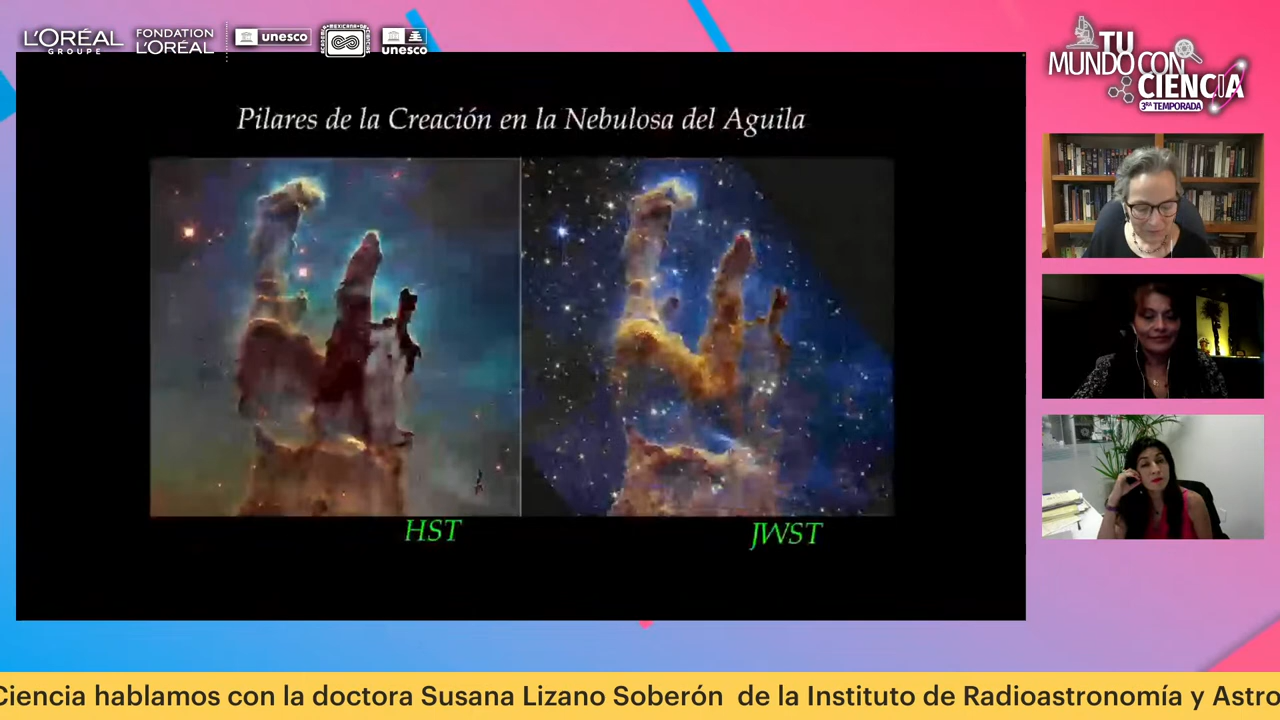 L'ORÉAL
GROUPE
FONDATION
L'ORÉAL
unesco
unesco
TU
MUNDO CON
CIENCIA
3RA TEMPORADA
Pilares de la Creación en la Nebulosa del Aguila
HST
JWST
Ciencia hablamos con la doctora Susana Lizano Soberón de la Instituto de Radioastronomía y Astro